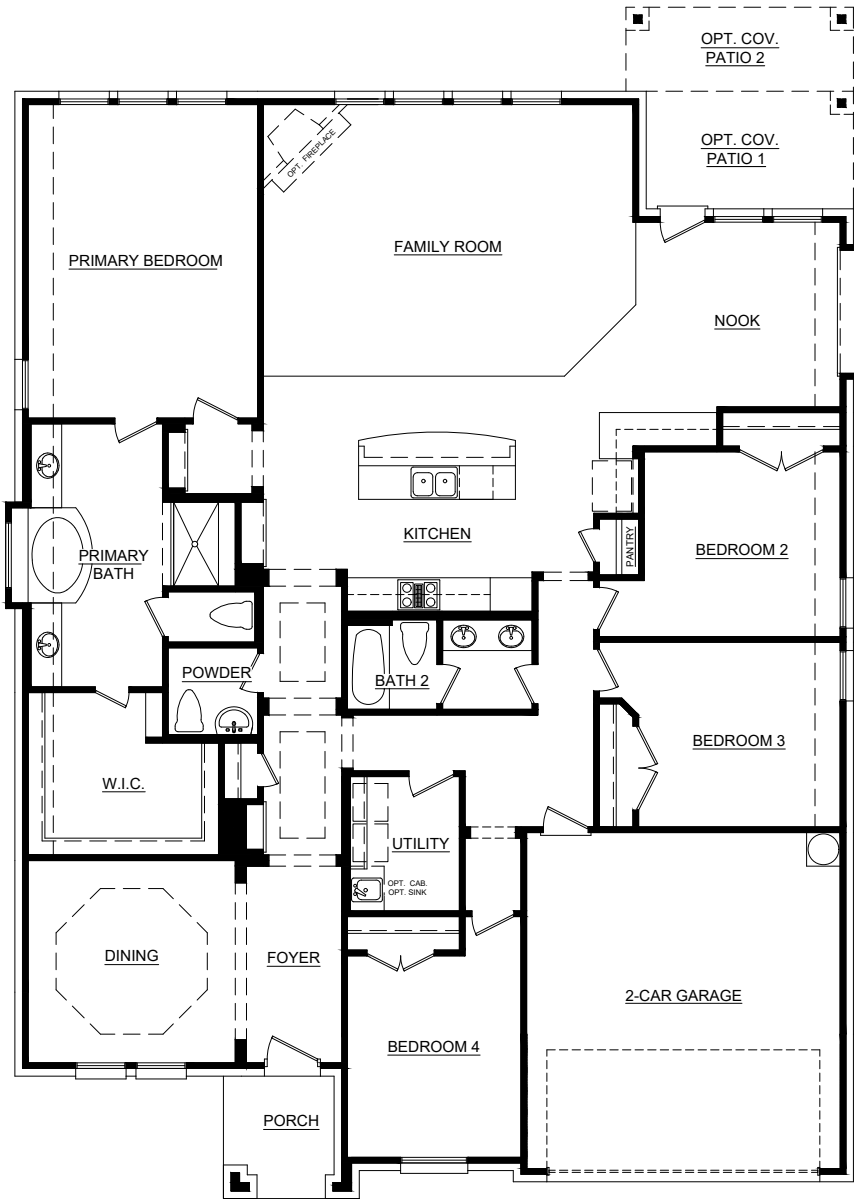 OPT. COV.
PATIO 2
OPT. COV.
PATIO 1
OPT. FIREPLACE
FAMILY ROOM
PRIMARY BEDROOM
NOOK
KITCHEN
PANTRY
BEDROOM 2
PRIMARY
BATH
POWDER
BATH 2
BEDROOM 3
W.I.C.
UTILITY
OPT. CAB.
OPT. SINK
DINING
FOYER
2-CAR GARAGE
BEDROOM 4
PORCH